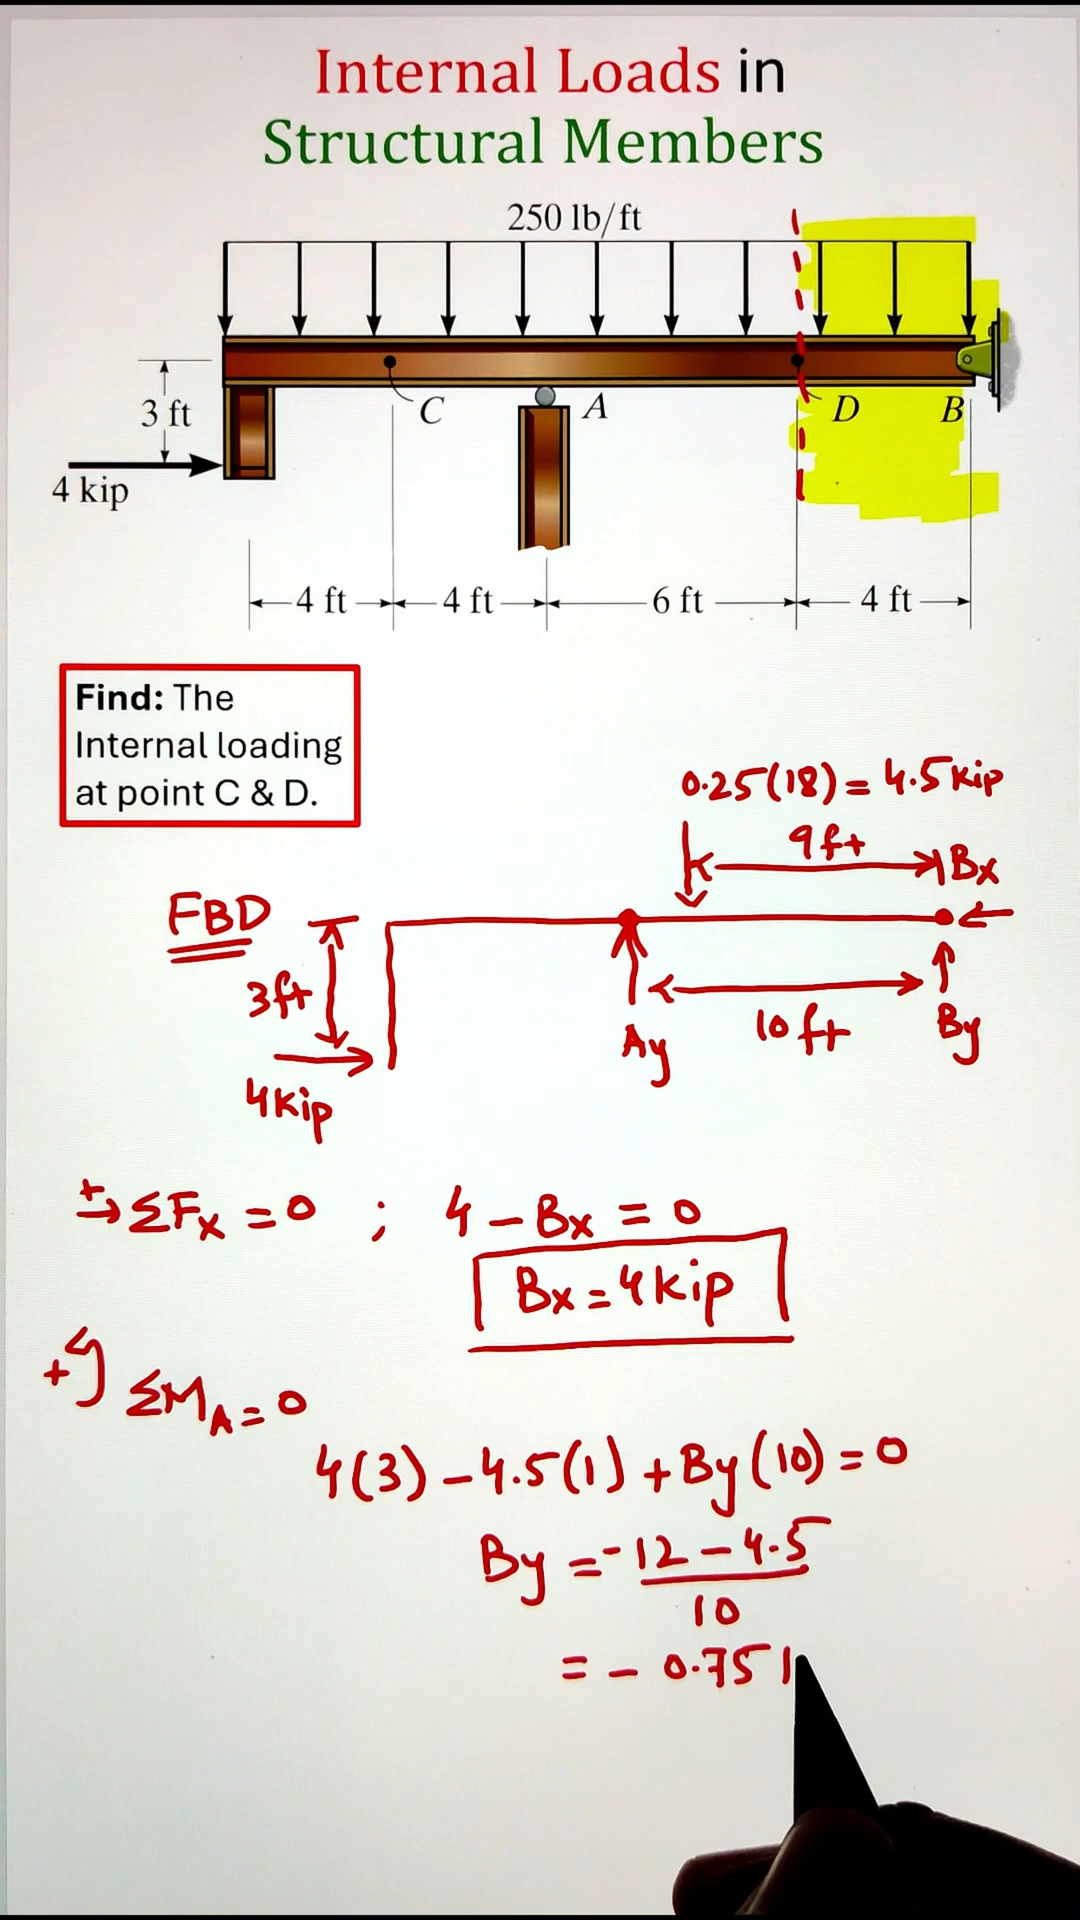 Internal Loads in
Structural Members
250 lb/ft
3 ft
C
A
D
B
4 kip
4 ft
4 ft
6 ft
4 ft
Find: The
Internal loading
at point C & D.
0.25(18) = 4.5 kip
9ft
Bx
FBD
3ft
10 ft
Ay
By
4kip
+→ ΣFx = 0 ; 4 - Bx = 0
Bx = 4 kip
+↺ ΣMA = 0
4(3) - 4.5(1) + By(10) = 0
By = -12 - 4.5
10
= - 0.75